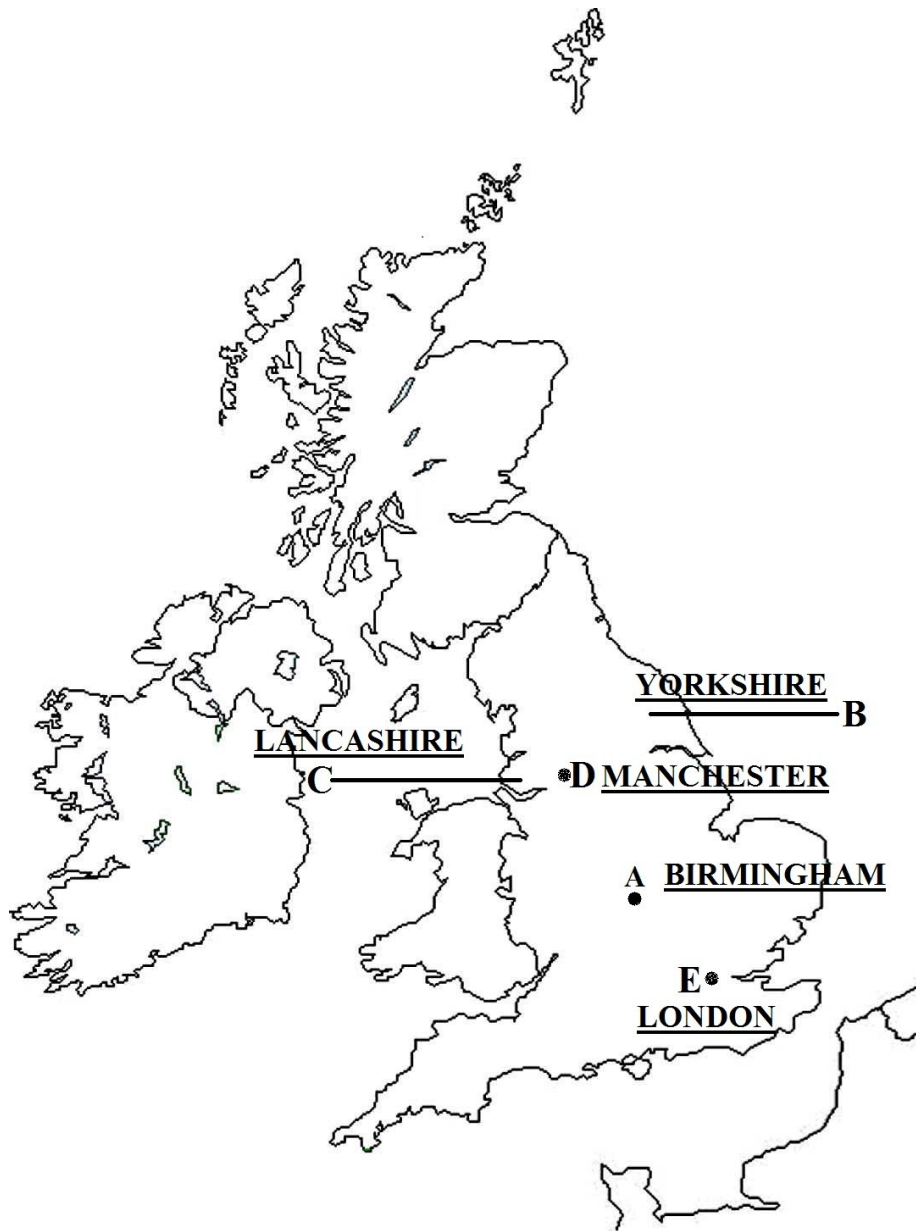 YORKSHIRE
B
LANCASHIRE
C
D MANCHESTER
A BIRMINGHAM
E
LONDON